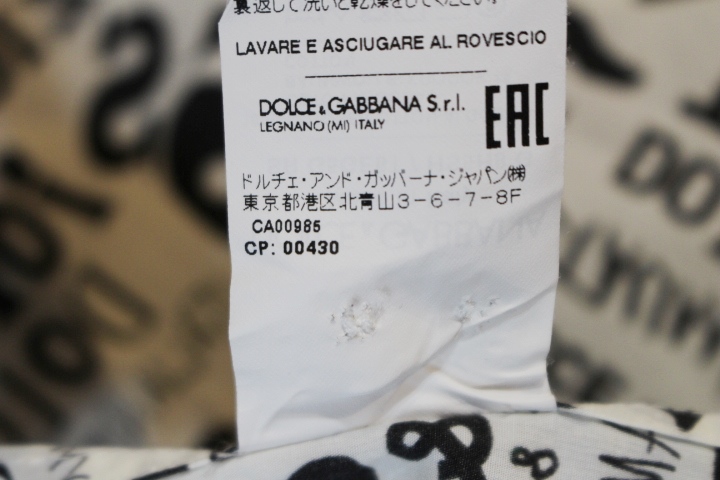 裏返して洗いと乾燥をしてください。
LAVARE E ASCIUGARE AL ROVESCIO
DOLCE & GABBANA S.r.l.
LEGNANO (MI) ITALY
EAC
ドルチェ・アンド・ガッバーナ・ジャパン㈱
東京都港区北青山3-6-7-8F
CA00985
CP: 00430